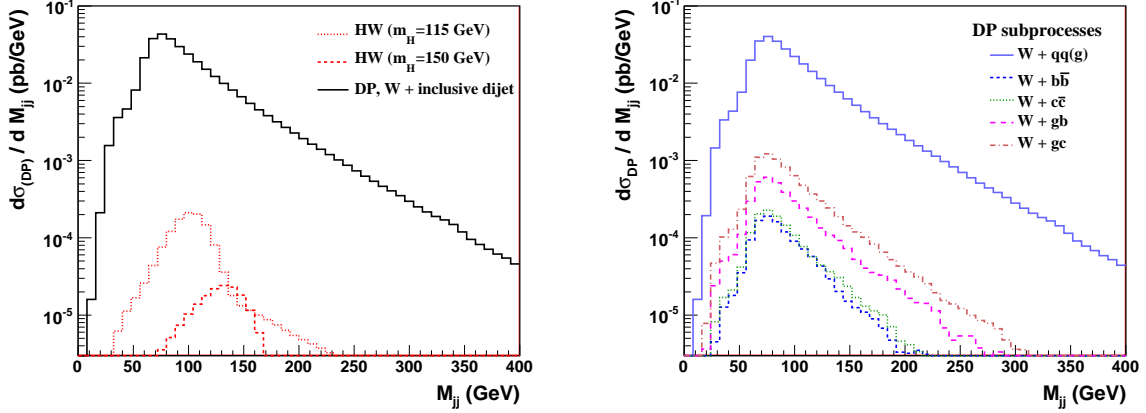 dσ(DP) / d Mjj (pb/GeV)
10⁻¹
10⁻²
10⁻³
10⁻⁴
10⁻⁵
HW (mH=115 GeV)
HW (mH=150 GeV)
DP, W + inclusive dijet
0 50 100 150 200 250 300 350 400
Mjj (GeV)
dσDP / d Mjj (pb/GeV)
10⁻¹
10⁻²
10⁻³
10⁻⁴
10⁻⁵
DP subprocesses
W + qq(g)
W + bb̅
W + cc̅
W + gb
W + gc
0 50 100 150 200 250 300 350 400
Mjj (GeV)